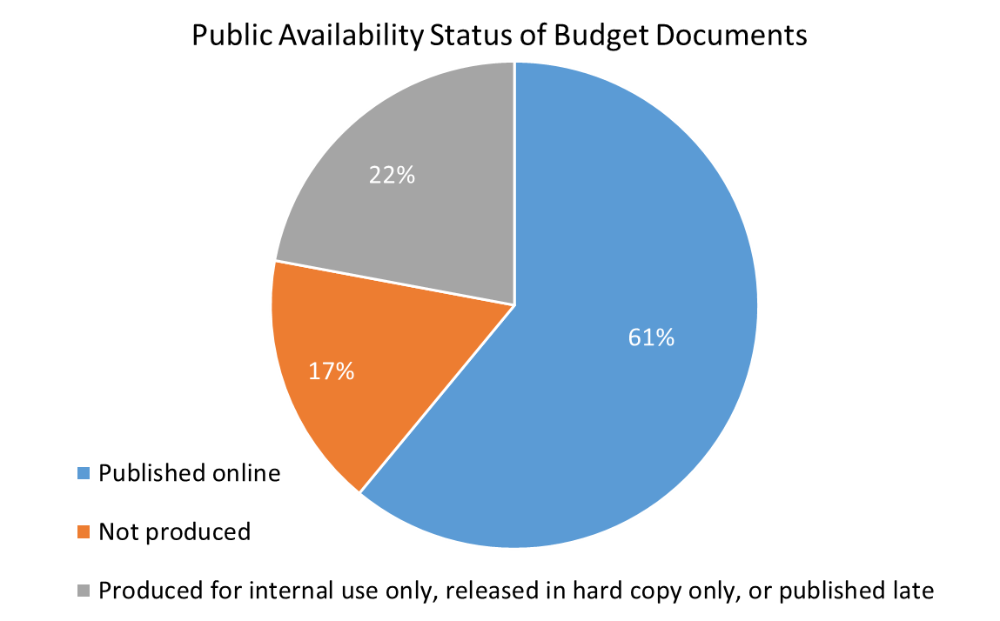 Public Availability Status of Budget Documents
22%
61%
17%
Published online
Not produced
Produced for internal use only, released in hard copy only, or published late